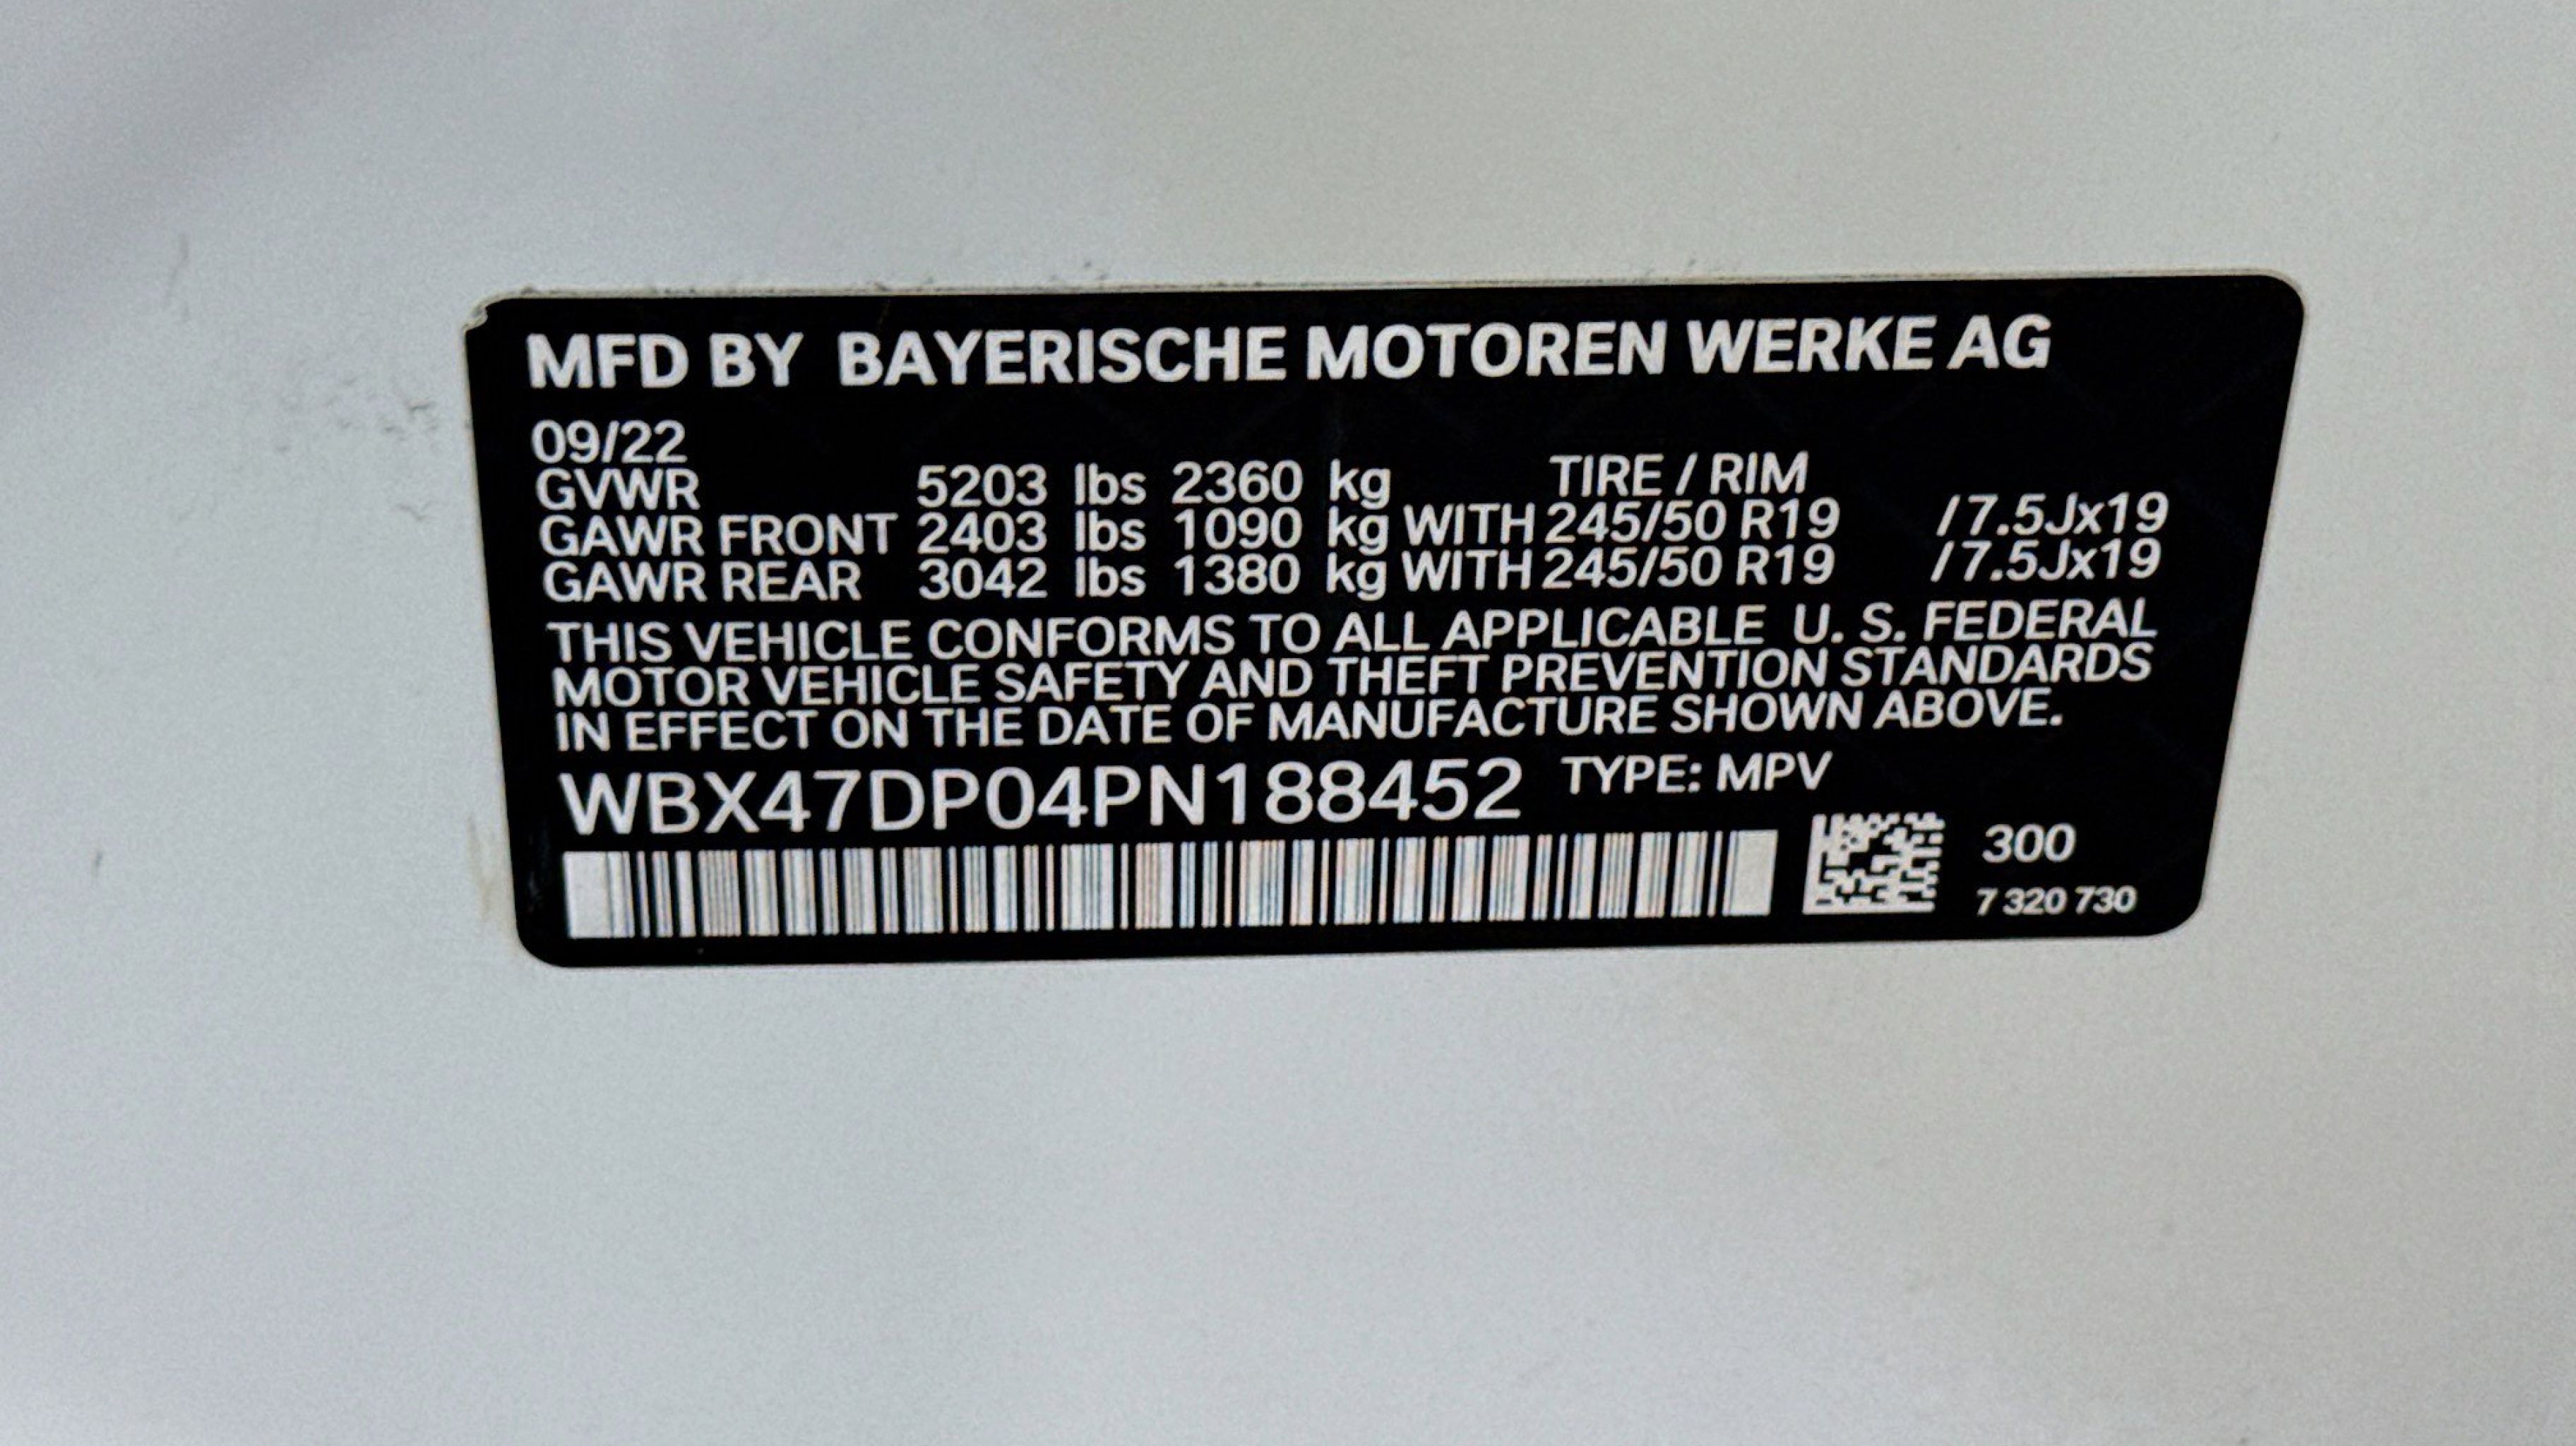 MFD BY BAYERISCHE MOTOREN WERKE AG
09/22
GVWR 5203 lbs 2360 kg TIRE / RIM
GAWR FRONT 2403 lbs 1090 kg WITH 245/50 R19 / 7.5Jx19
GAWR REAR 3042 lbs 1380 kg WITH 245/50 R19 / 7.5Jx19
THIS VEHICLE CONFORMS TO ALL APPLICABLE U. S. FEDERAL
MOTOR VEHICLE SAFETY AND THEFT PREVENTION STANDARDS
IN EFFECT ON THE DATE OF MANUFACTURE SHOWN ABOVE.
WBX47DP04PN188452 TYPE: MPV
300
7 320 730